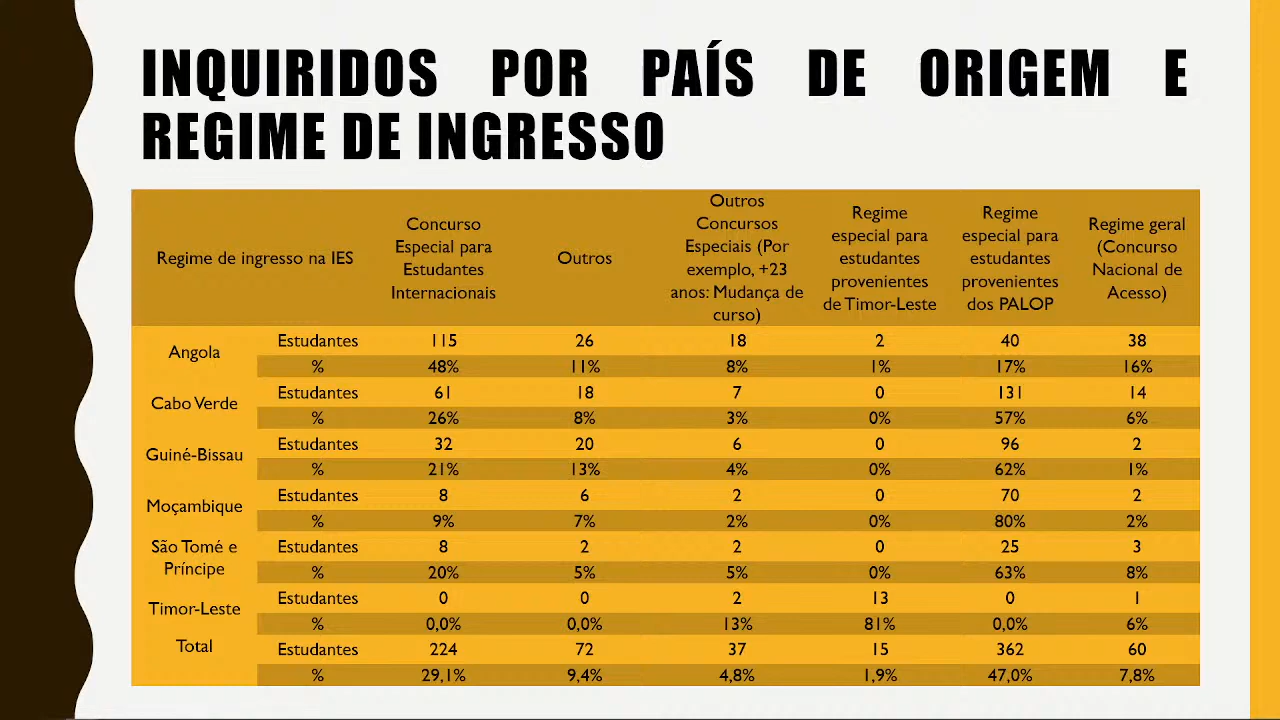 INQUIRIDOS POR PAÍS DE ORIGEM E
REGIME DE INGRESSO
Regime de ingresso na IES
Concurso
Especial para
Estudantes
Internacionais
Outros
Outros
Concursos
Especiais (Por
exemplo, +23
anos: Mudança de
curso)
Regime
especial para
estudantes
provenientes
de Timor-Leste
Regime
especial para
estudantes
provenientes
dos PALOP
Regime geral
(Concurso
Nacional de
Acesso)
Angola
Estudantes 115 26 18 2 40 38
% 48% 11% 8% 1% 17% 16%
Cabo Verde
Estudantes 61 18 7 0 131 14
% 26% 8% 3% 0% 57% 6%
Guiné-Bissau
Estudantes 32 20 6 0 96 2
% 21% 13% 4% 0% 62% 1%
Moçambique
Estudantes 8 6 2 0 70 2
% 9% 7% 2% 0% 80% 2%
São Tomé e
Príncipe
Estudantes 8 2 2 0 25 3
% 20% 5% 5% 0% 63% 8%
Timor-Leste
Estudantes 0 0 2 13 0 1
% 0,0% 0,0% 13% 81% 0,0% 6%
Total
Estudantes 224 72 37 15 362 60
% 29,1% 9,4% 4,8% 1,9% 47,0% 7,8%